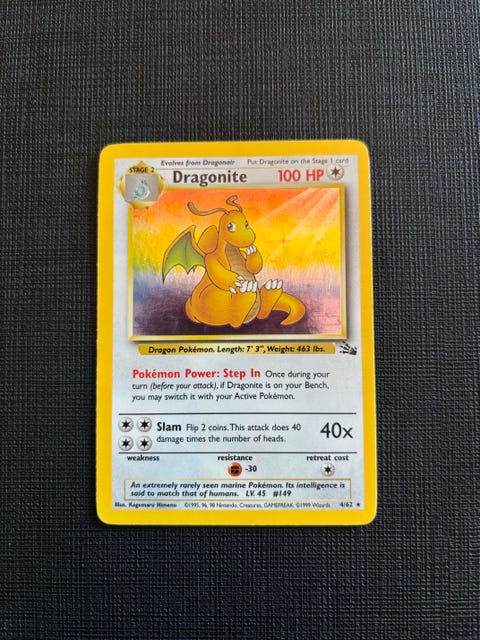 Evolves from Dragonair Put Dragonite on the Stage 1 card
STAGE 2
Dragonite 100 HP
Dragon Pokémon. Length: 7' 3", Weight: 463 lbs.
Pokémon Power: Step In Once during your
turn (before your attack), if Dragonite is on your Bench,
you may switch it with your Active Pokémon.
Slam Flip 2 coins. This attack does 40
damage times the number of heads.
40x
weakness resistance retreat cost
-30
An extremely rarely seen marine Pokémon. Its intelligence is
said to match that of humans. LV. 45 #149
Illus. Kagemaru Himeno ©1995, 96, 98 Nintendo, Creatures, GAMEFREAK. ©1999 Wizards. 4/62